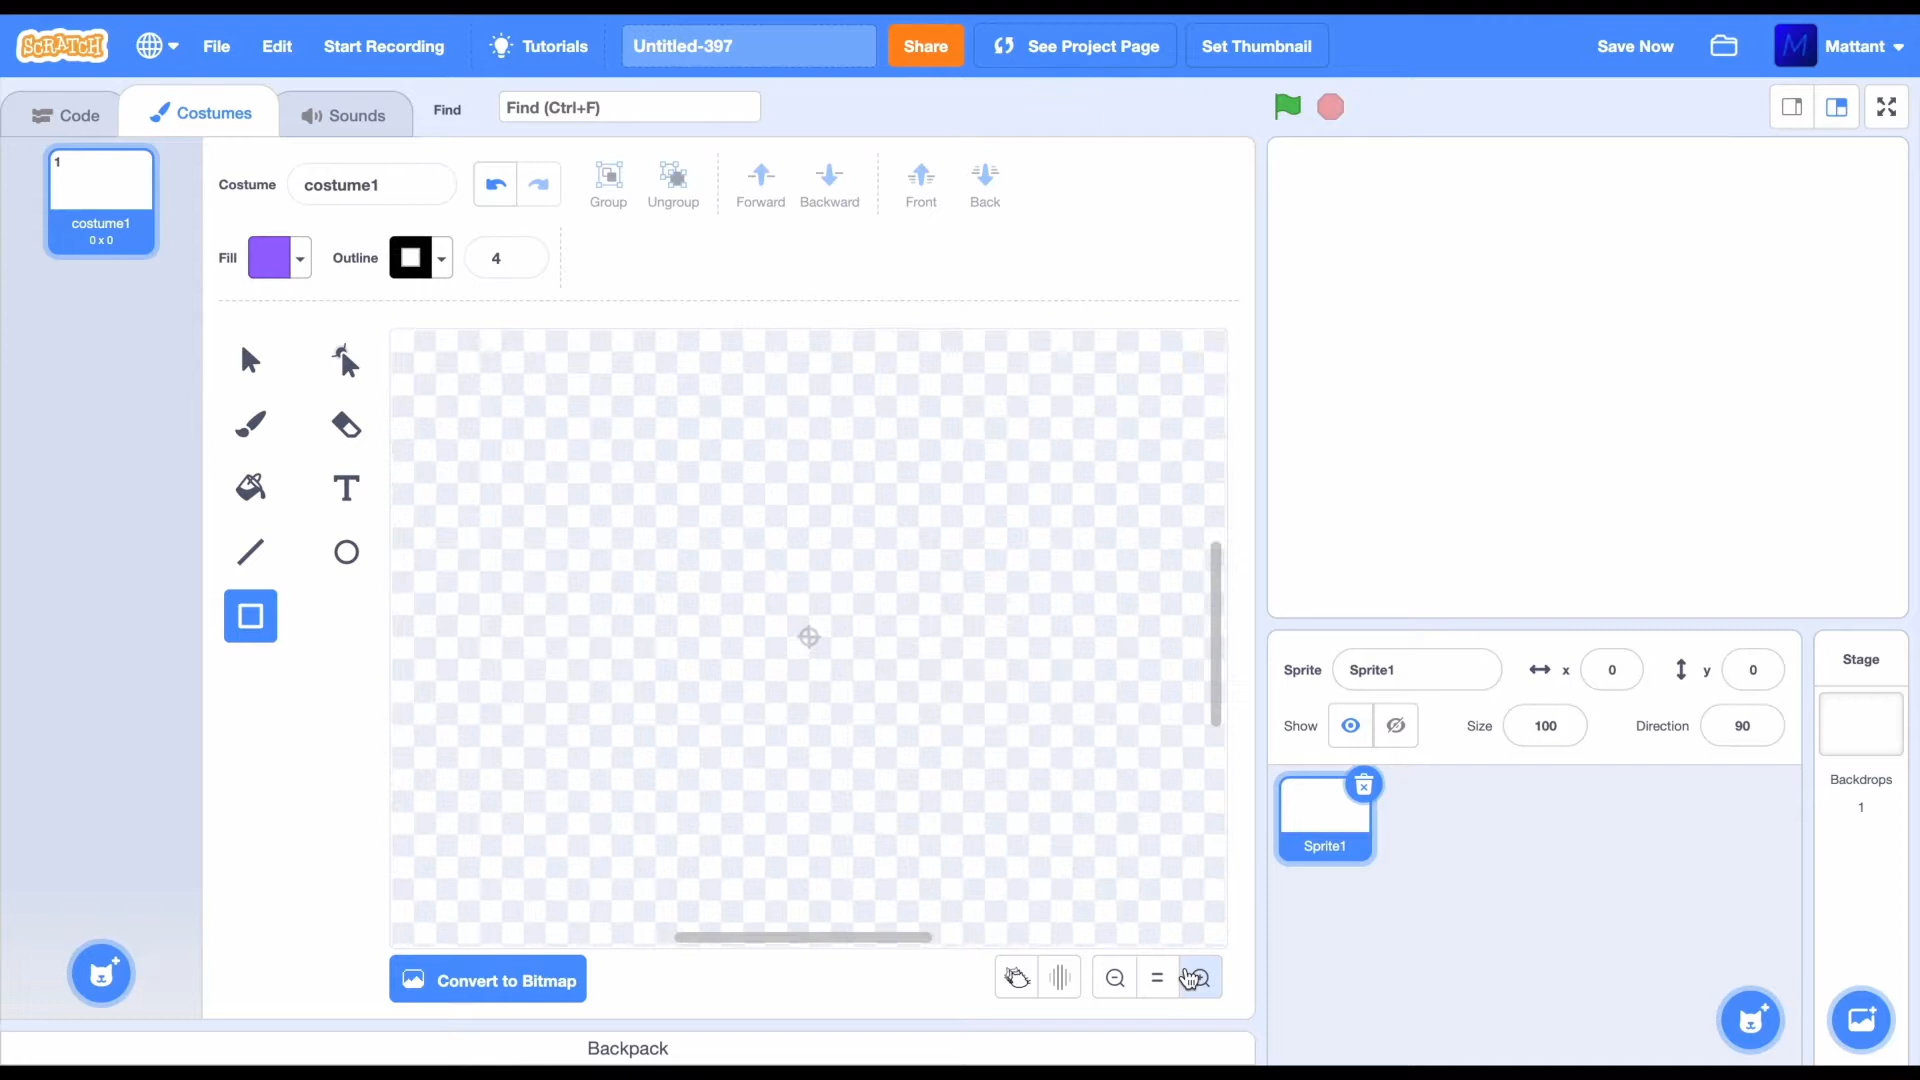 SCRATCH File Edit Start Recording Tutorials Untitled-397 Share See Project Page Set Thumbnail Save Now M Mattant
Code Costumes Sounds Find Find (Ctrl+F)
1
costume1
0 x 0
Costume costume1 Group Ungroup Forward Backward Front Back
Fill Outline 4
T
Convert to Bitmap
Backpack
Sprite Sprite1 x 0 y 0
Show Size 100 Direction 90
Sprite1
Stage
Backdrops
1